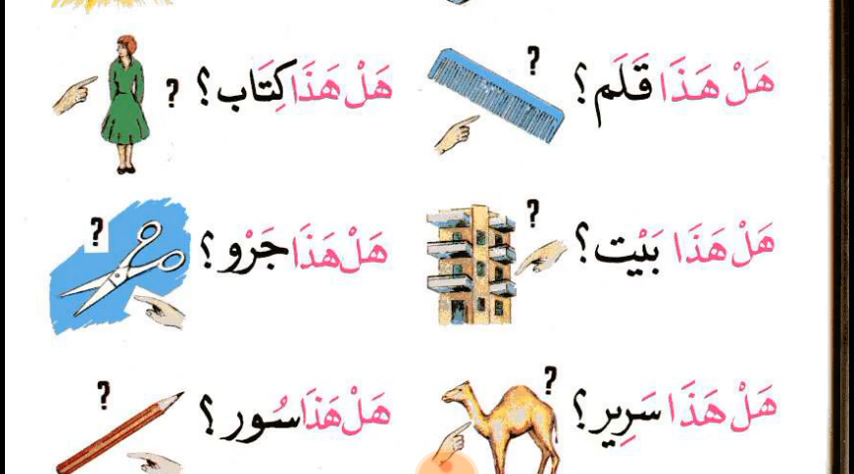 هَلْ هَذَا قَلَم؟ ?
هَلْ هَذَا كِتَاب؟ ?
هَلْ هَذَا بَيْت؟ ?
هَلْ هَذَا جَرْو؟ ?
هَلْ هَذَا سَرِير؟ ?
هَلْ هَذَا سُور؟ ?